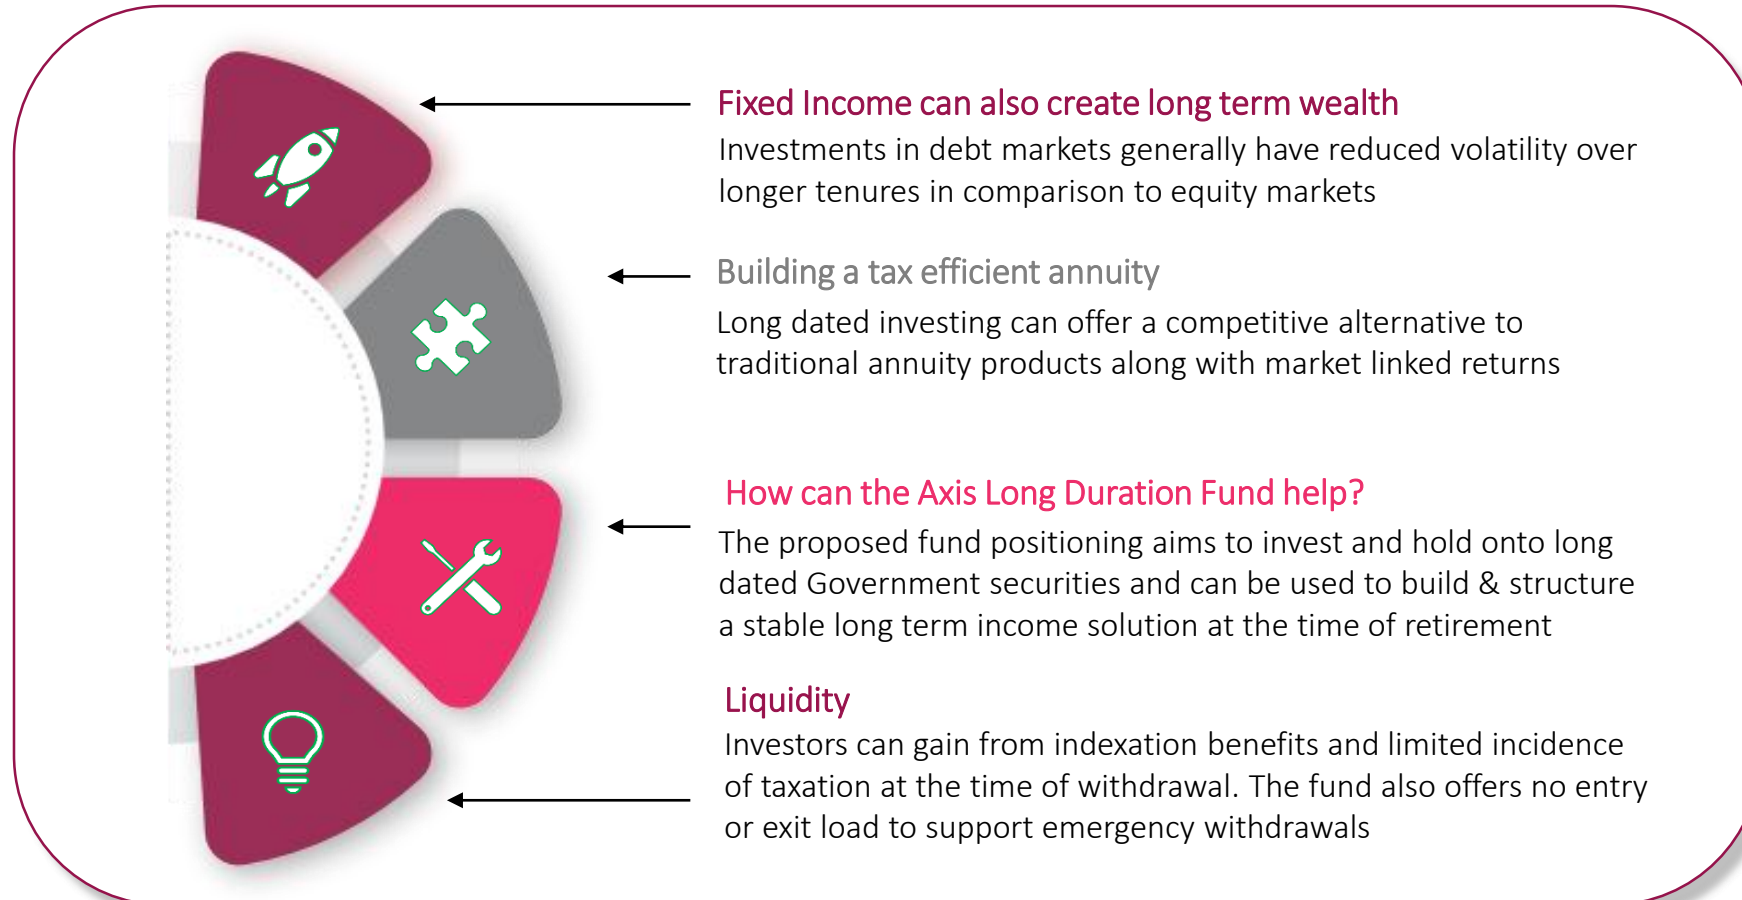 Fixed Income can also create long term wealth
Investments in debt markets generally have reduced volatility over
longer tenures in comparison to equity markets
Building a tax efficient annuity
Long dated investing can offer a competitive alternative to
traditional annuity products along with market linked returns
How can the Axis Long Duration Fund help?
The proposed fund positioning aims to invest and hold onto long
dated Government securities and can be used to build & structure
a stable long term income solution at the time of retirement
Liquidity
Investors can gain from indexation benefits and limited incidence
of taxation at the time of withdrawal. The fund also offers no entry
or exit load to support emergency withdrawals